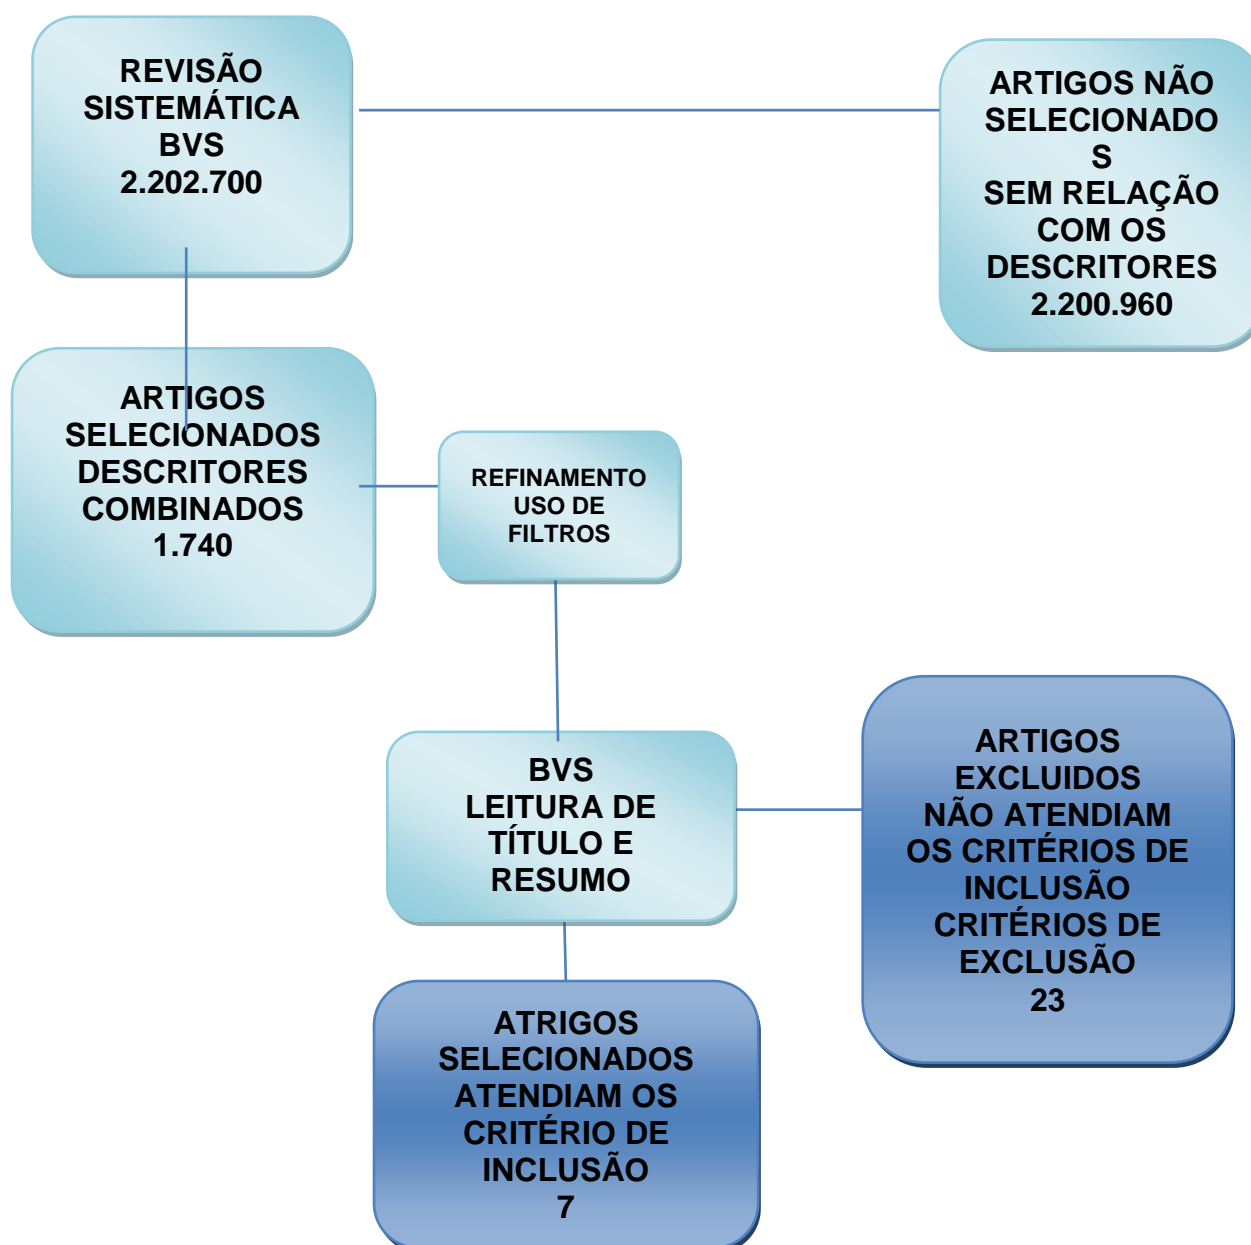 REVISÃO
SISTEMÁTICA
BVS
2.202.700
ARTIGOS NÃO
SELECIONADO
S
SEM RELAÇÃO
COM OS
DESCRITORES
2.200.960
ARTIGOS
SELECIONADOS
DESCRITORES
COMBINADOS
1.740
REFINAMENTO
USO DE
FILTROS
BVS
LEITURA DE
TÍTULO E
RESUMO
ARTIGOS
EXCLUIDOS
NÃO ATENDIAM
OS CRITÉRIOS DE
INCLUSÃO
CRITÉRIOS DE
EXCLUSÃO
23
ATRIGOS
SELECIONADOS
ATENDIAM OS
CRITÉRIO DE
INCLUSÃO
7